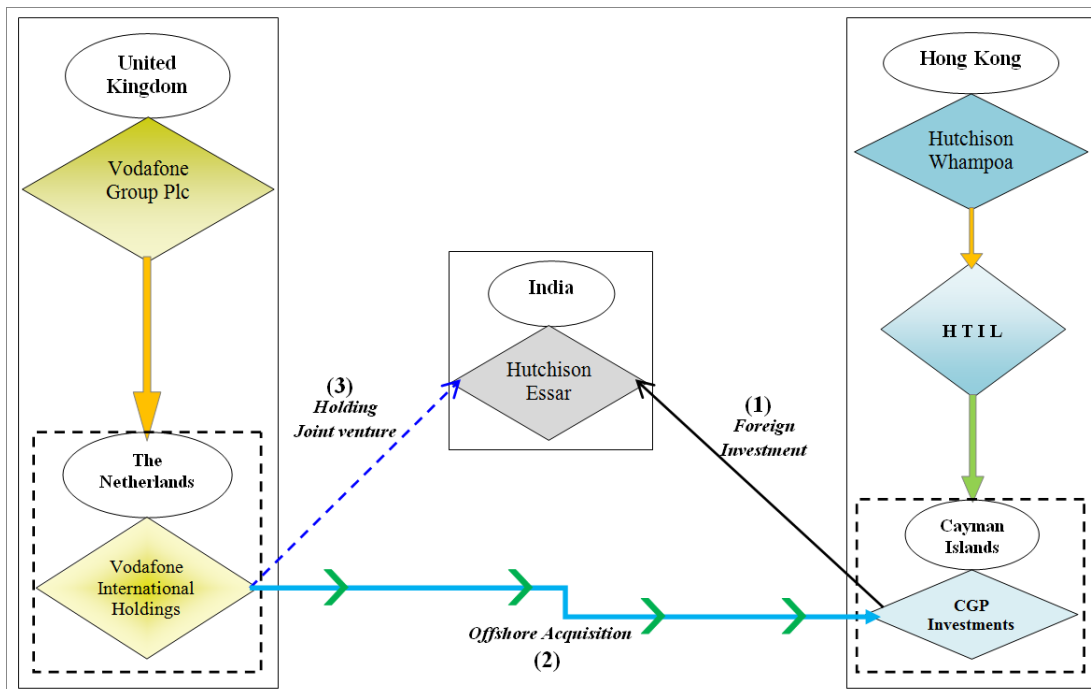 United
Kingdom
Vodafone
Group Plc
The
Netherlands
Vodafone
International
Holdings
(3)
Holding
Joint venture
India
Hutchison
Essar
(1)
Foreign
Investment
Offshore Acquisition
(2)
Hong Kong
Hutchison
Whampoa
H T I L
Cayman
Islands
CGP
Investments